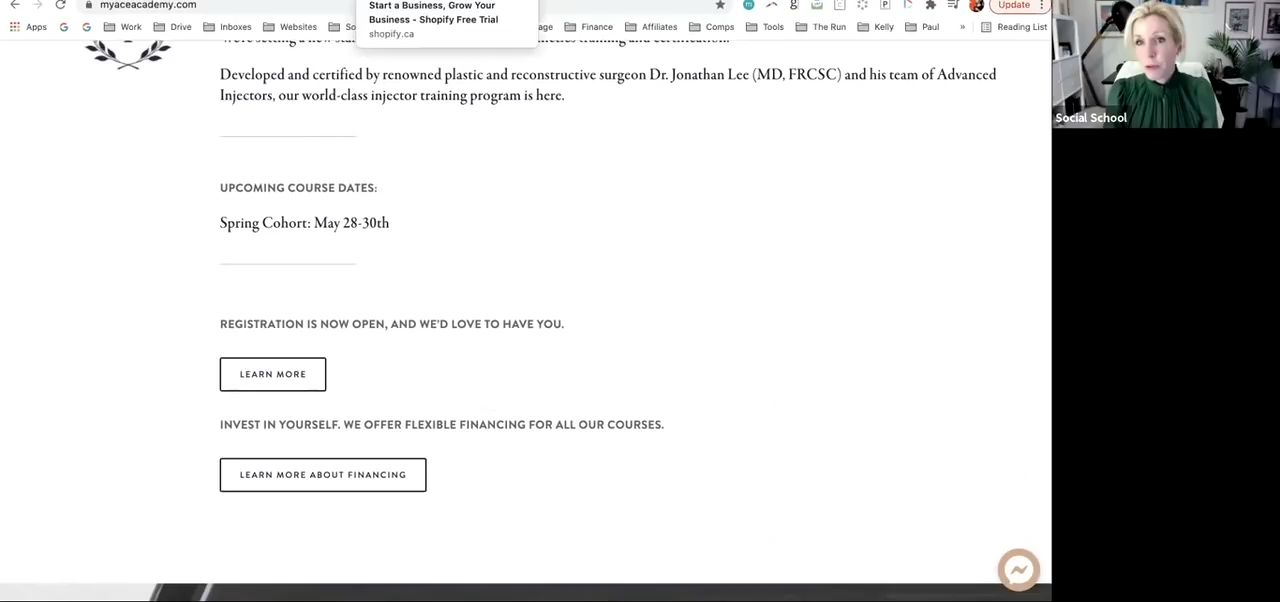 myaceacademy.com
Start a Business, Grow Your
Business - Shopify Free Trial
shopify.ca
Update
Apps
Work
Drive
Inboxes
Websites
Finance
Affiliates
Comps
Tools
The Run
Kelly
Paul
»
Reading List
Developed and certified by renowned plastic and reconstructive surgeon Dr. Jonathan Lee (MD, FRCSC) and his team of Advanced
Injectors, our world-class injector training program is here.
UPCOMING COURSE DATES:
Spring Cohort: May 28-30th
REGISTRATION IS NOW OPEN, AND WE'D LOVE TO HAVE YOU.
LEARN MORE
INVEST IN YOURSELF. WE OFFER FLEXIBLE FINANCING FOR ALL OUR COURSES.
LEARN MORE ABOUT FINANCING
Social School